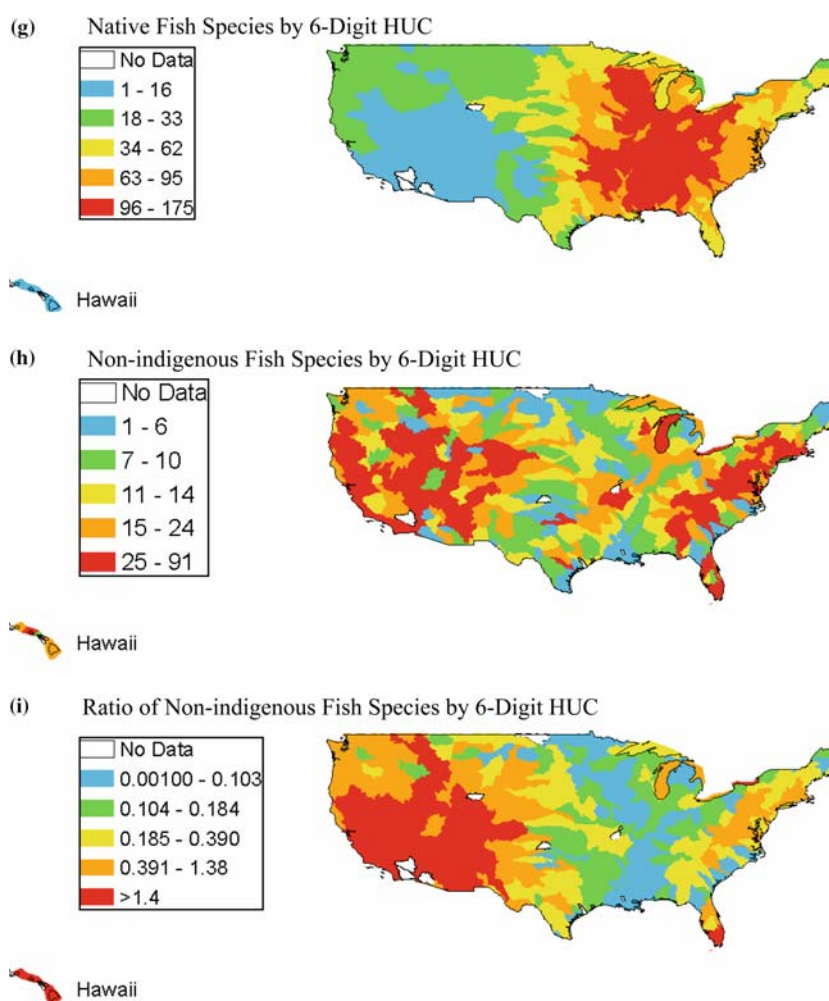 (g) Native Fish Species by 6-Digit HUC
No Data
1 - 16
18 - 33
34 - 62
63 - 95
96 - 175
Hawaii
(h) Non-indigenous Fish Species by 6-Digit HUC
No Data
1 - 6
7 - 10
11 - 14
15 - 24
25 - 91
Hawaii
(i) Ratio of Non-indigenous Fish Species by 6-Digit HUC
No Data
0.00100 - 0.103
0.104 - 0.184
0.185 - 0.390
0.391 - 1.38
>1.4
Hawaii